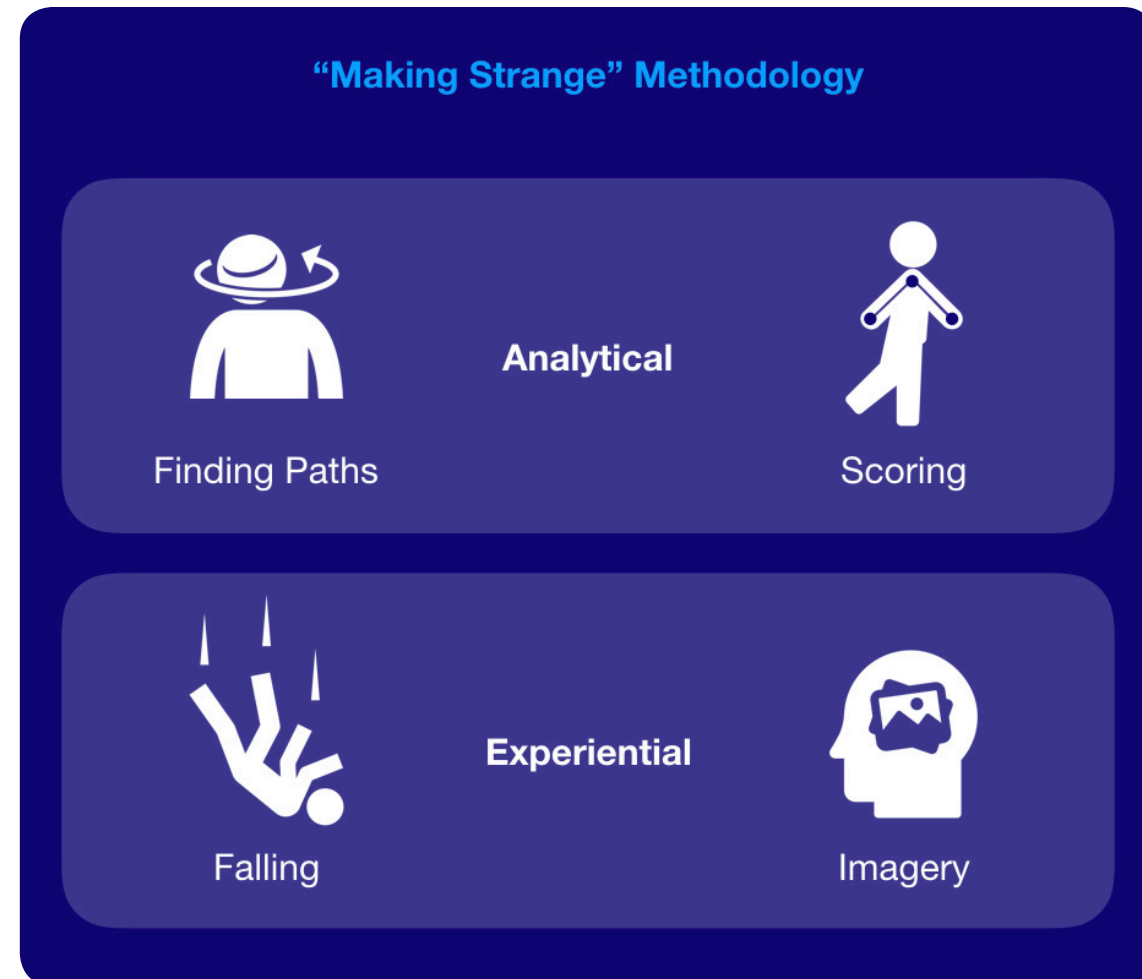 “Making Strange” Methodology
Analytical
Finding Paths
Scoring
Experiential
Falling
Imagery